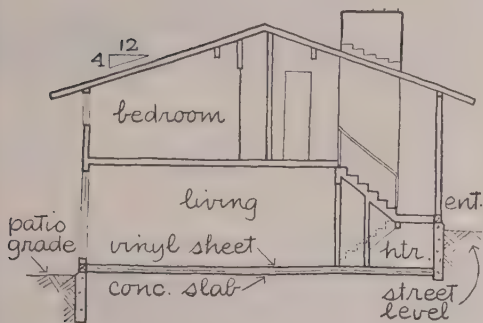 12
4
bedroom
living
ent.
patio
grade
vinyl sheet
htr.
conc. slab
street
level